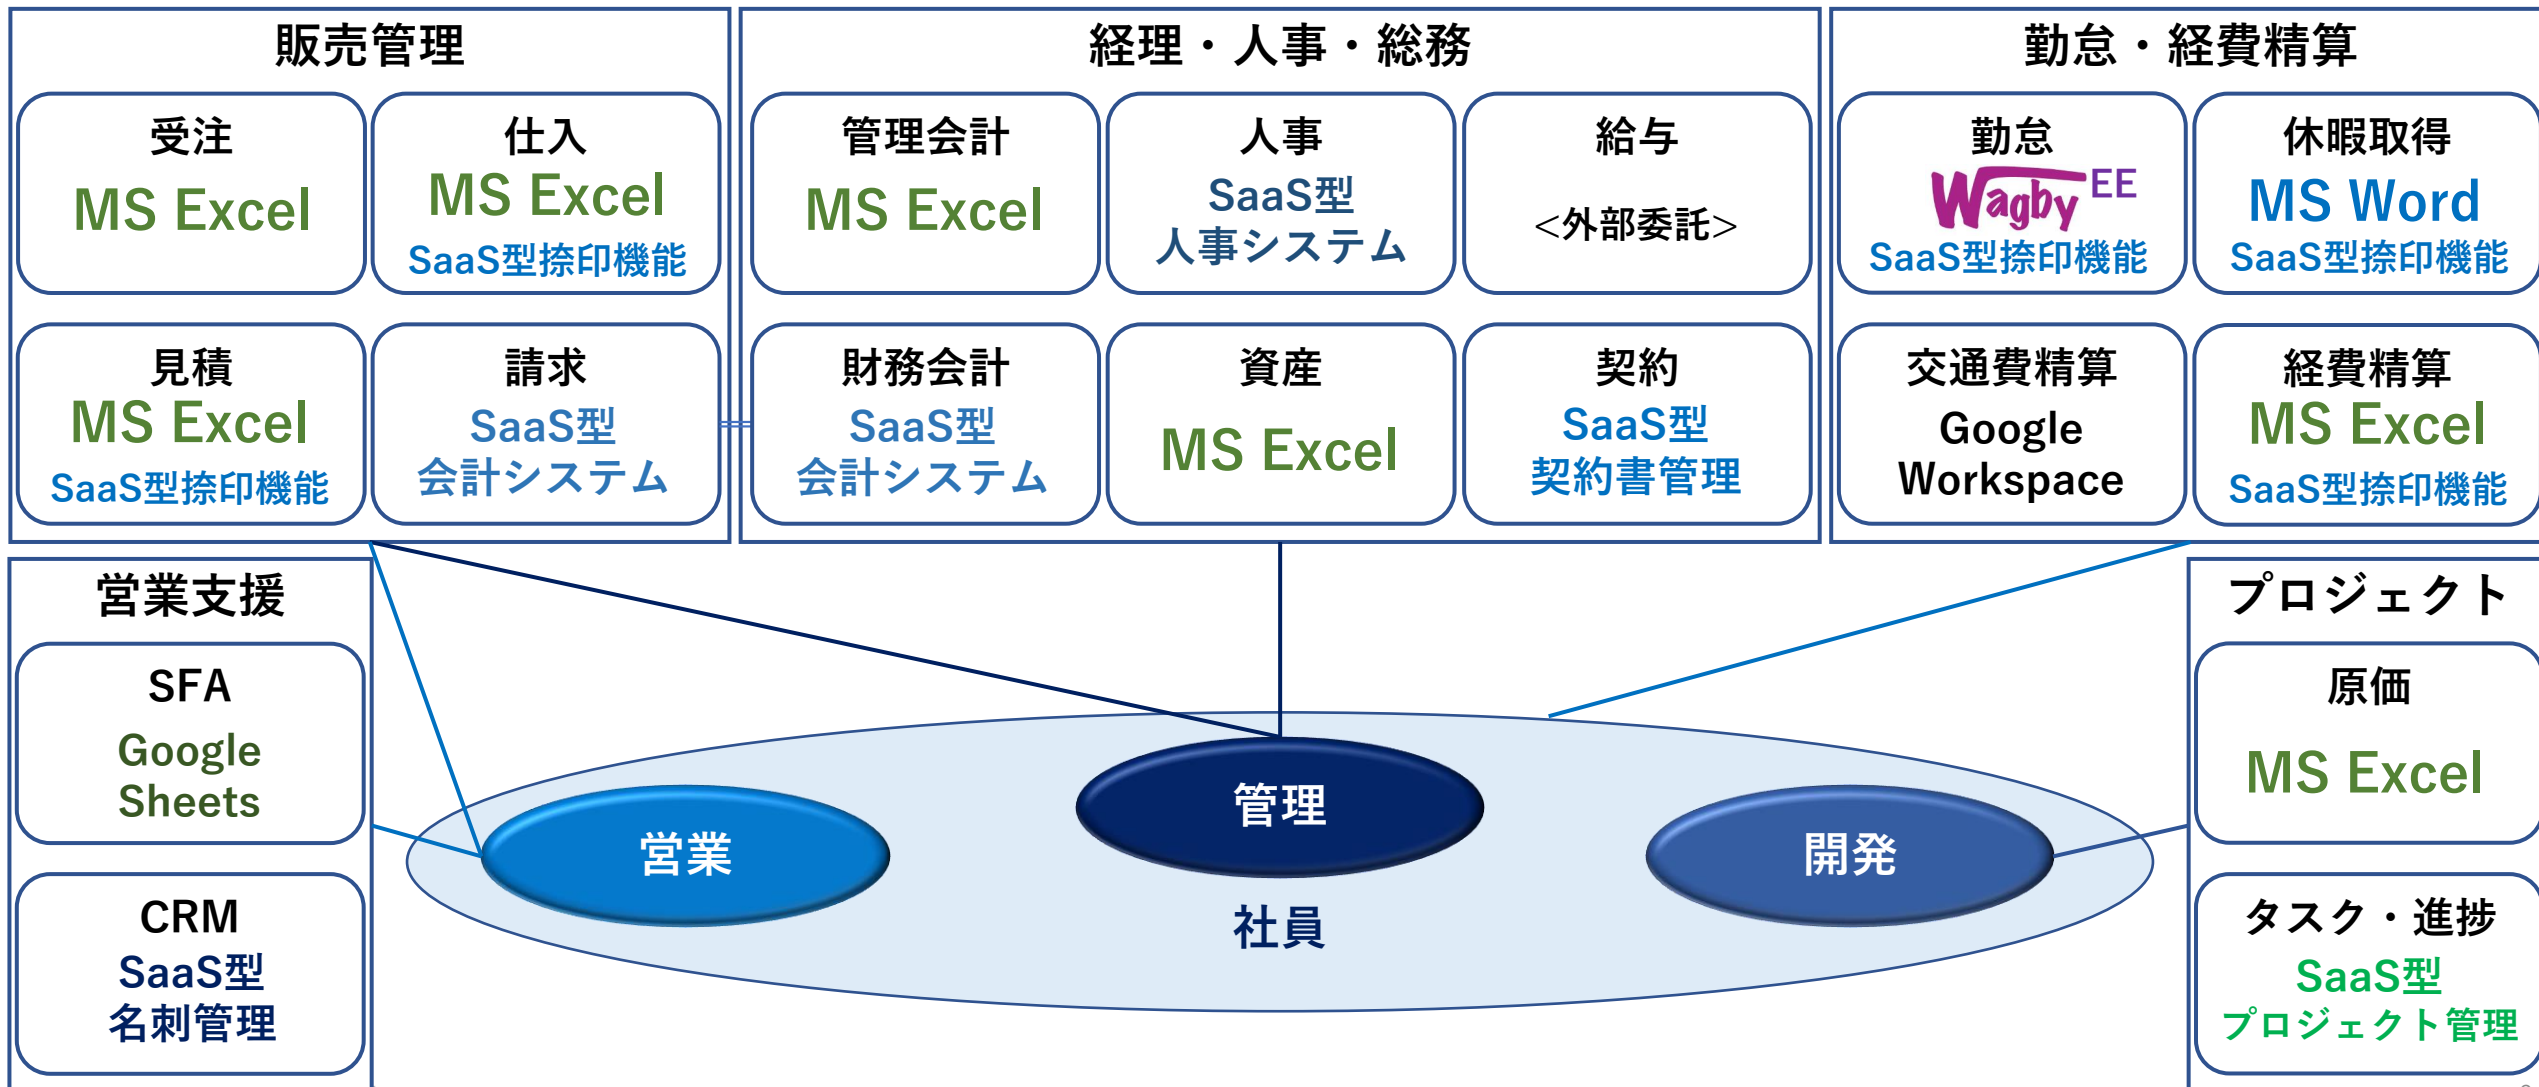 販売管理
受注
MS Excel
仕入
MS Excel
SaaS型捺印機能
見積
MS Excel
SaaS型捺印機能
請求
SaaS型
会計システム
経理・人事・総務
管理会計
MS Excel
人事
SaaS型
人事システム
給与
<外部委託>
財務会計
SaaS型
会計システム
資産
MS Excel
契約
SaaS型
契約書管理
勤怠・経費精算
勤怠
Wagby EE
SaaS型捺印機能
休暇取得
MS Word
SaaS型捺印機能
交通費精算
Google
Workspace
経費精算
MS Excel
SaaS型捺印機能
営業支援
SFA
Google
Sheets
CRM
SaaS型
名刺管理
営業
管理
開発
社員
プロジェクト
原価
MS Excel
タスク・進捗
SaaS型
プロジェクト管理